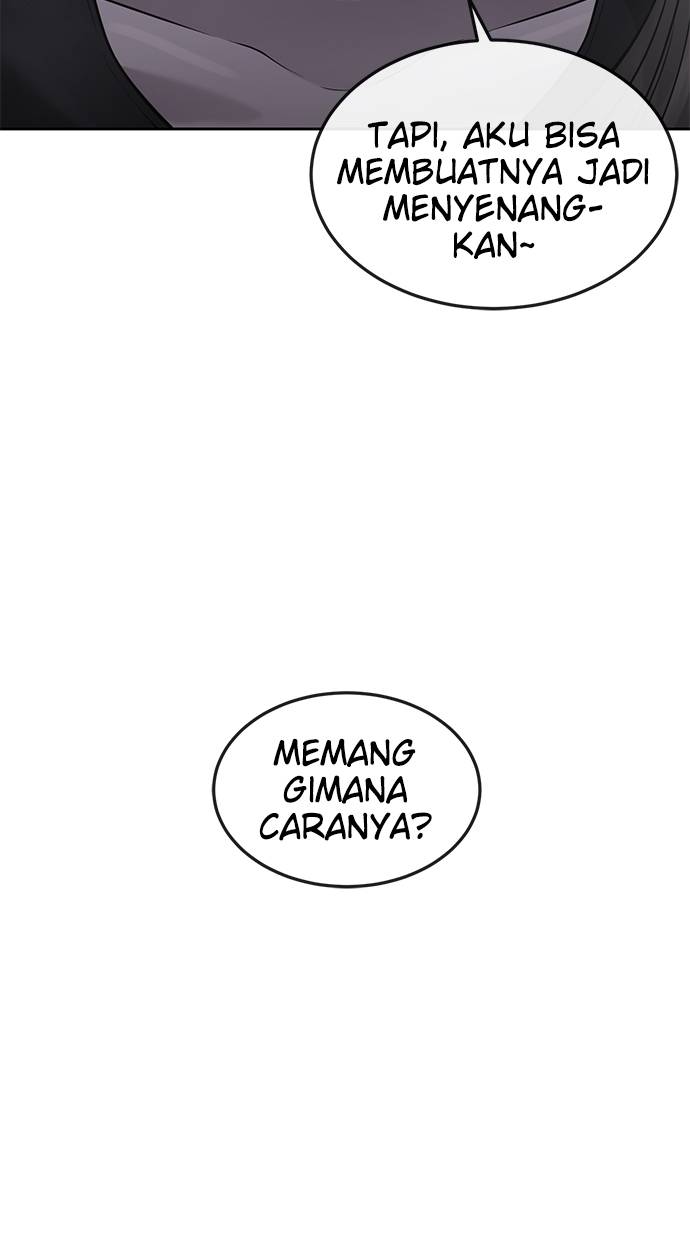 TAPI, AKU BISA
MEMBUATNYA JADI
MENYENANG-
KAN~
MEMANG
GIMANA
CARANYA?